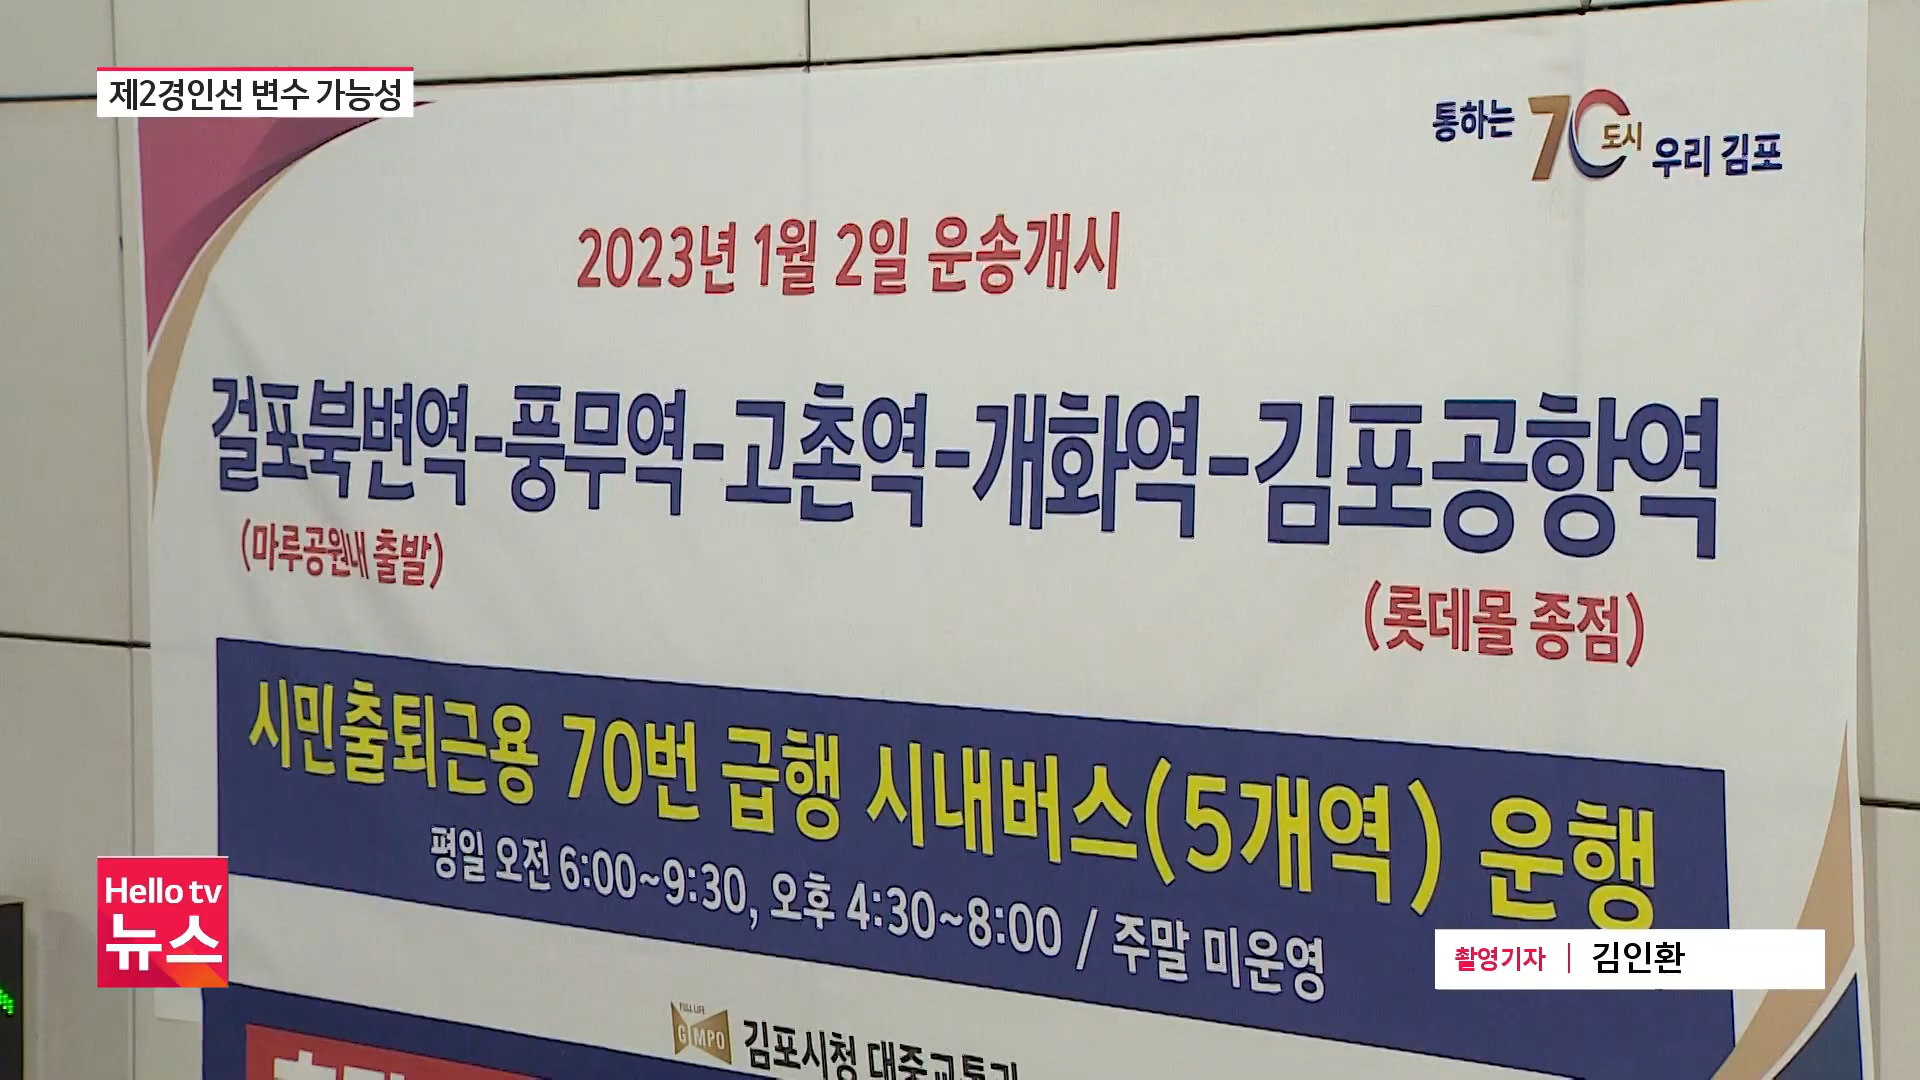 제2경인선 변수 가능성
통하는 70도시 우리 김포
2023년 1월 2일 운송개시
걸포북변역-풍무역-고촌역-개화역-김포공항역
(마루공원내 출발)
(롯데몰 종점)
시민출퇴근용 70번 급행 시내버스(5개역) 운행
평일 오전 6:00~9:30, 오후 4:30~8:00 / 주말 미운영
Hello tv
뉴스
촬영기자 | 김인환
FULL LIFE
GIMPO
김포시청 대중교통과